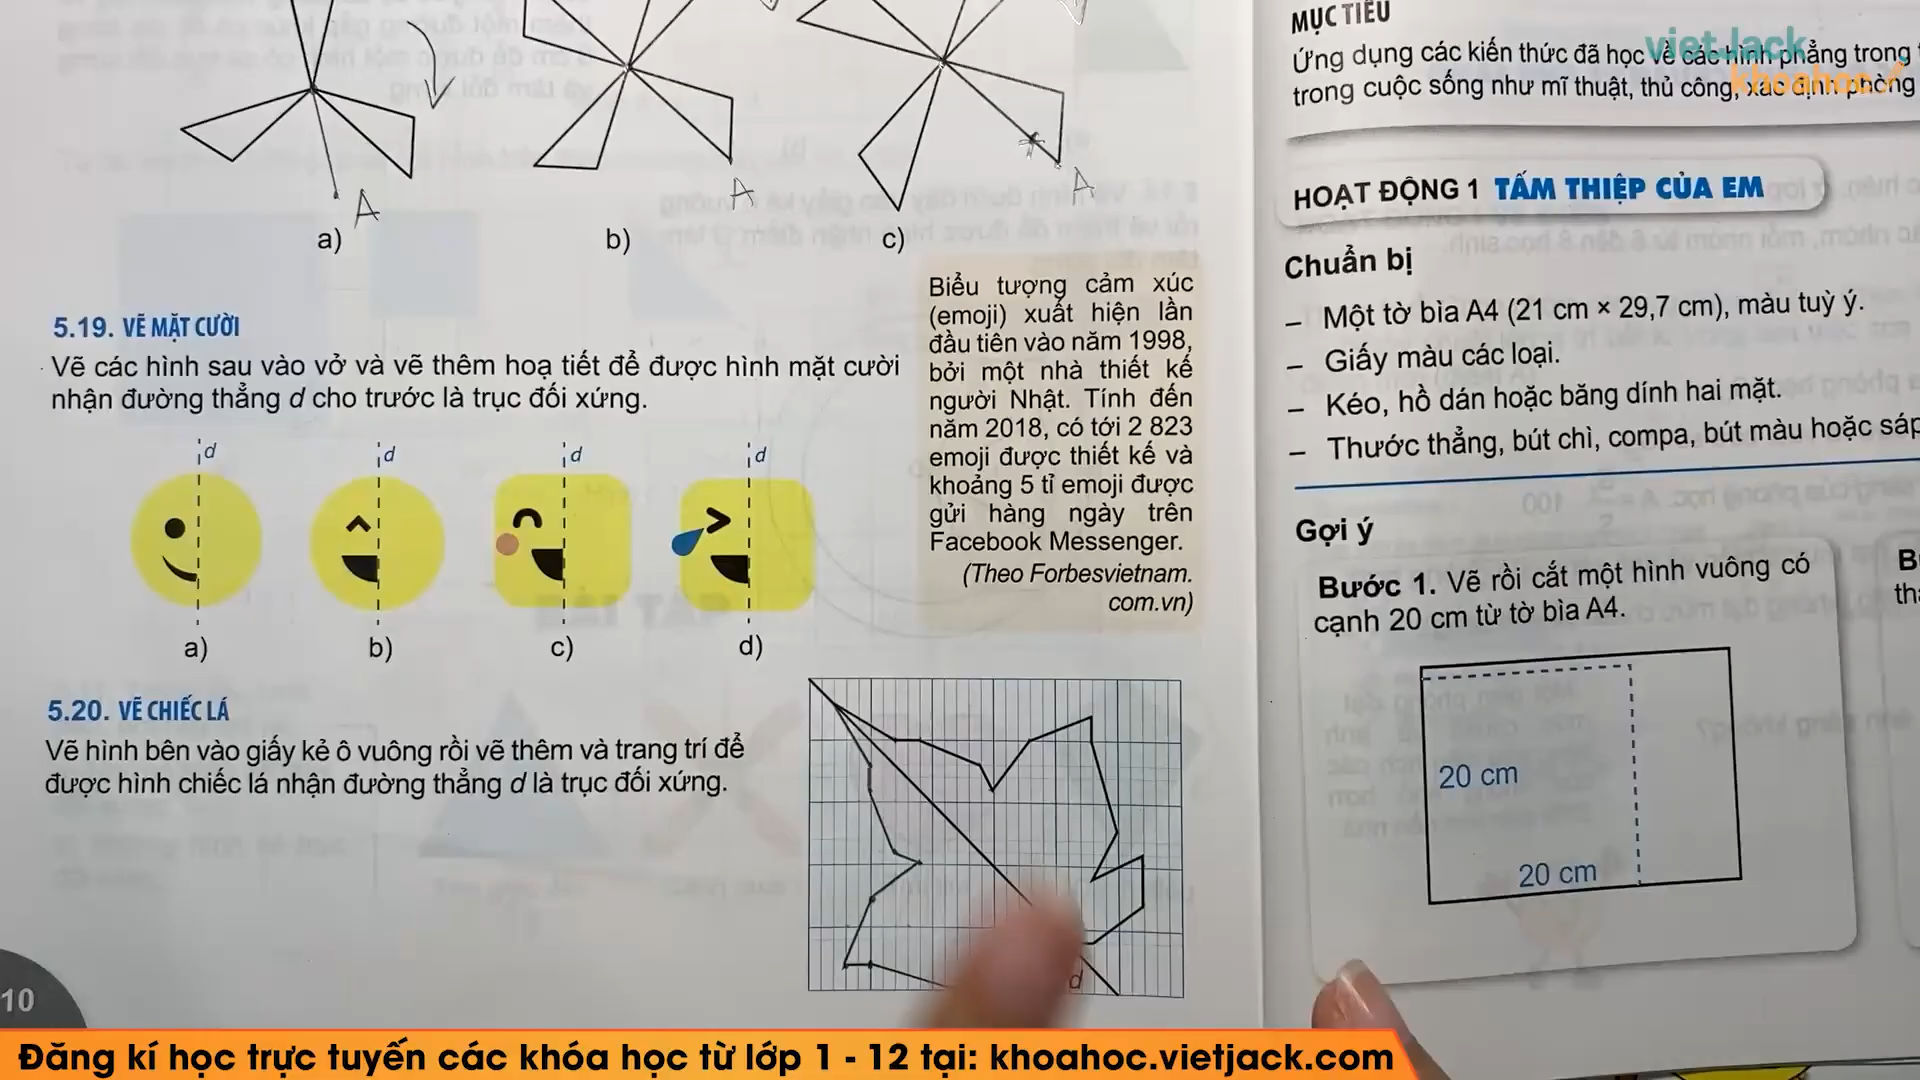 A
A
A
a)
b)
c)
5.19. VẼ MẶT CƯỜI
Vẽ các hình sau vào vở và vẽ thêm hoạ tiết để được hình mặt cười
nhận đường thẳng d cho trước là trục đối xứng.
d
d
d
d
a)
b)
c)
d)
Biểu tượng cảm xúc
(emoji) xuất hiện lần
đầu tiên vào năm 1998,
bởi một nhà thiết kế
người Nhật. Tính đến
năm 2018, có tới 2 823
emoji được thiết kế và
khoảng 5 tỉ emoji được
gửi hàng ngày trên
Facebook Messenger.
(Theo Forbesvietnam.
com.vn)
5.20. VẼ CHIẾC LÁ
Vẽ hình bên vào giấy kẻ ô vuông rồi vẽ thêm và trang trí để
được hình chiếc lá nhận đường thẳng d là trục đối xứng.
d
10
MỤC TIÊU
Ứng dụng các kiến thức đã học về các hình phẳng trong
trong cuộc sống như mĩ thuật, thủ công, xác định phòng
vietjack
khoahoc
HOẠT ĐỘNG 1 TẤM THIỆP CỦA EM
Chuẩn bị
– Một tờ bìa A4 (21 cm × 29,7 cm), màu tuỳ ý.
– Giấy màu các loại.
– Kéo, hồ dán hoặc băng dính hai mặt.
– Thước thẳng, bút chì, compa, bút màu hoặc sáp
Gợi ý
Bước 1. Vẽ rồi cắt một hình vuông có
cạnh 20 cm từ tờ bìa A4.
20 cm
20 cm
Đăng kí học trực tuyến các khóa học từ lớp 1 - 12 tại: khoahoc.vietjack.com